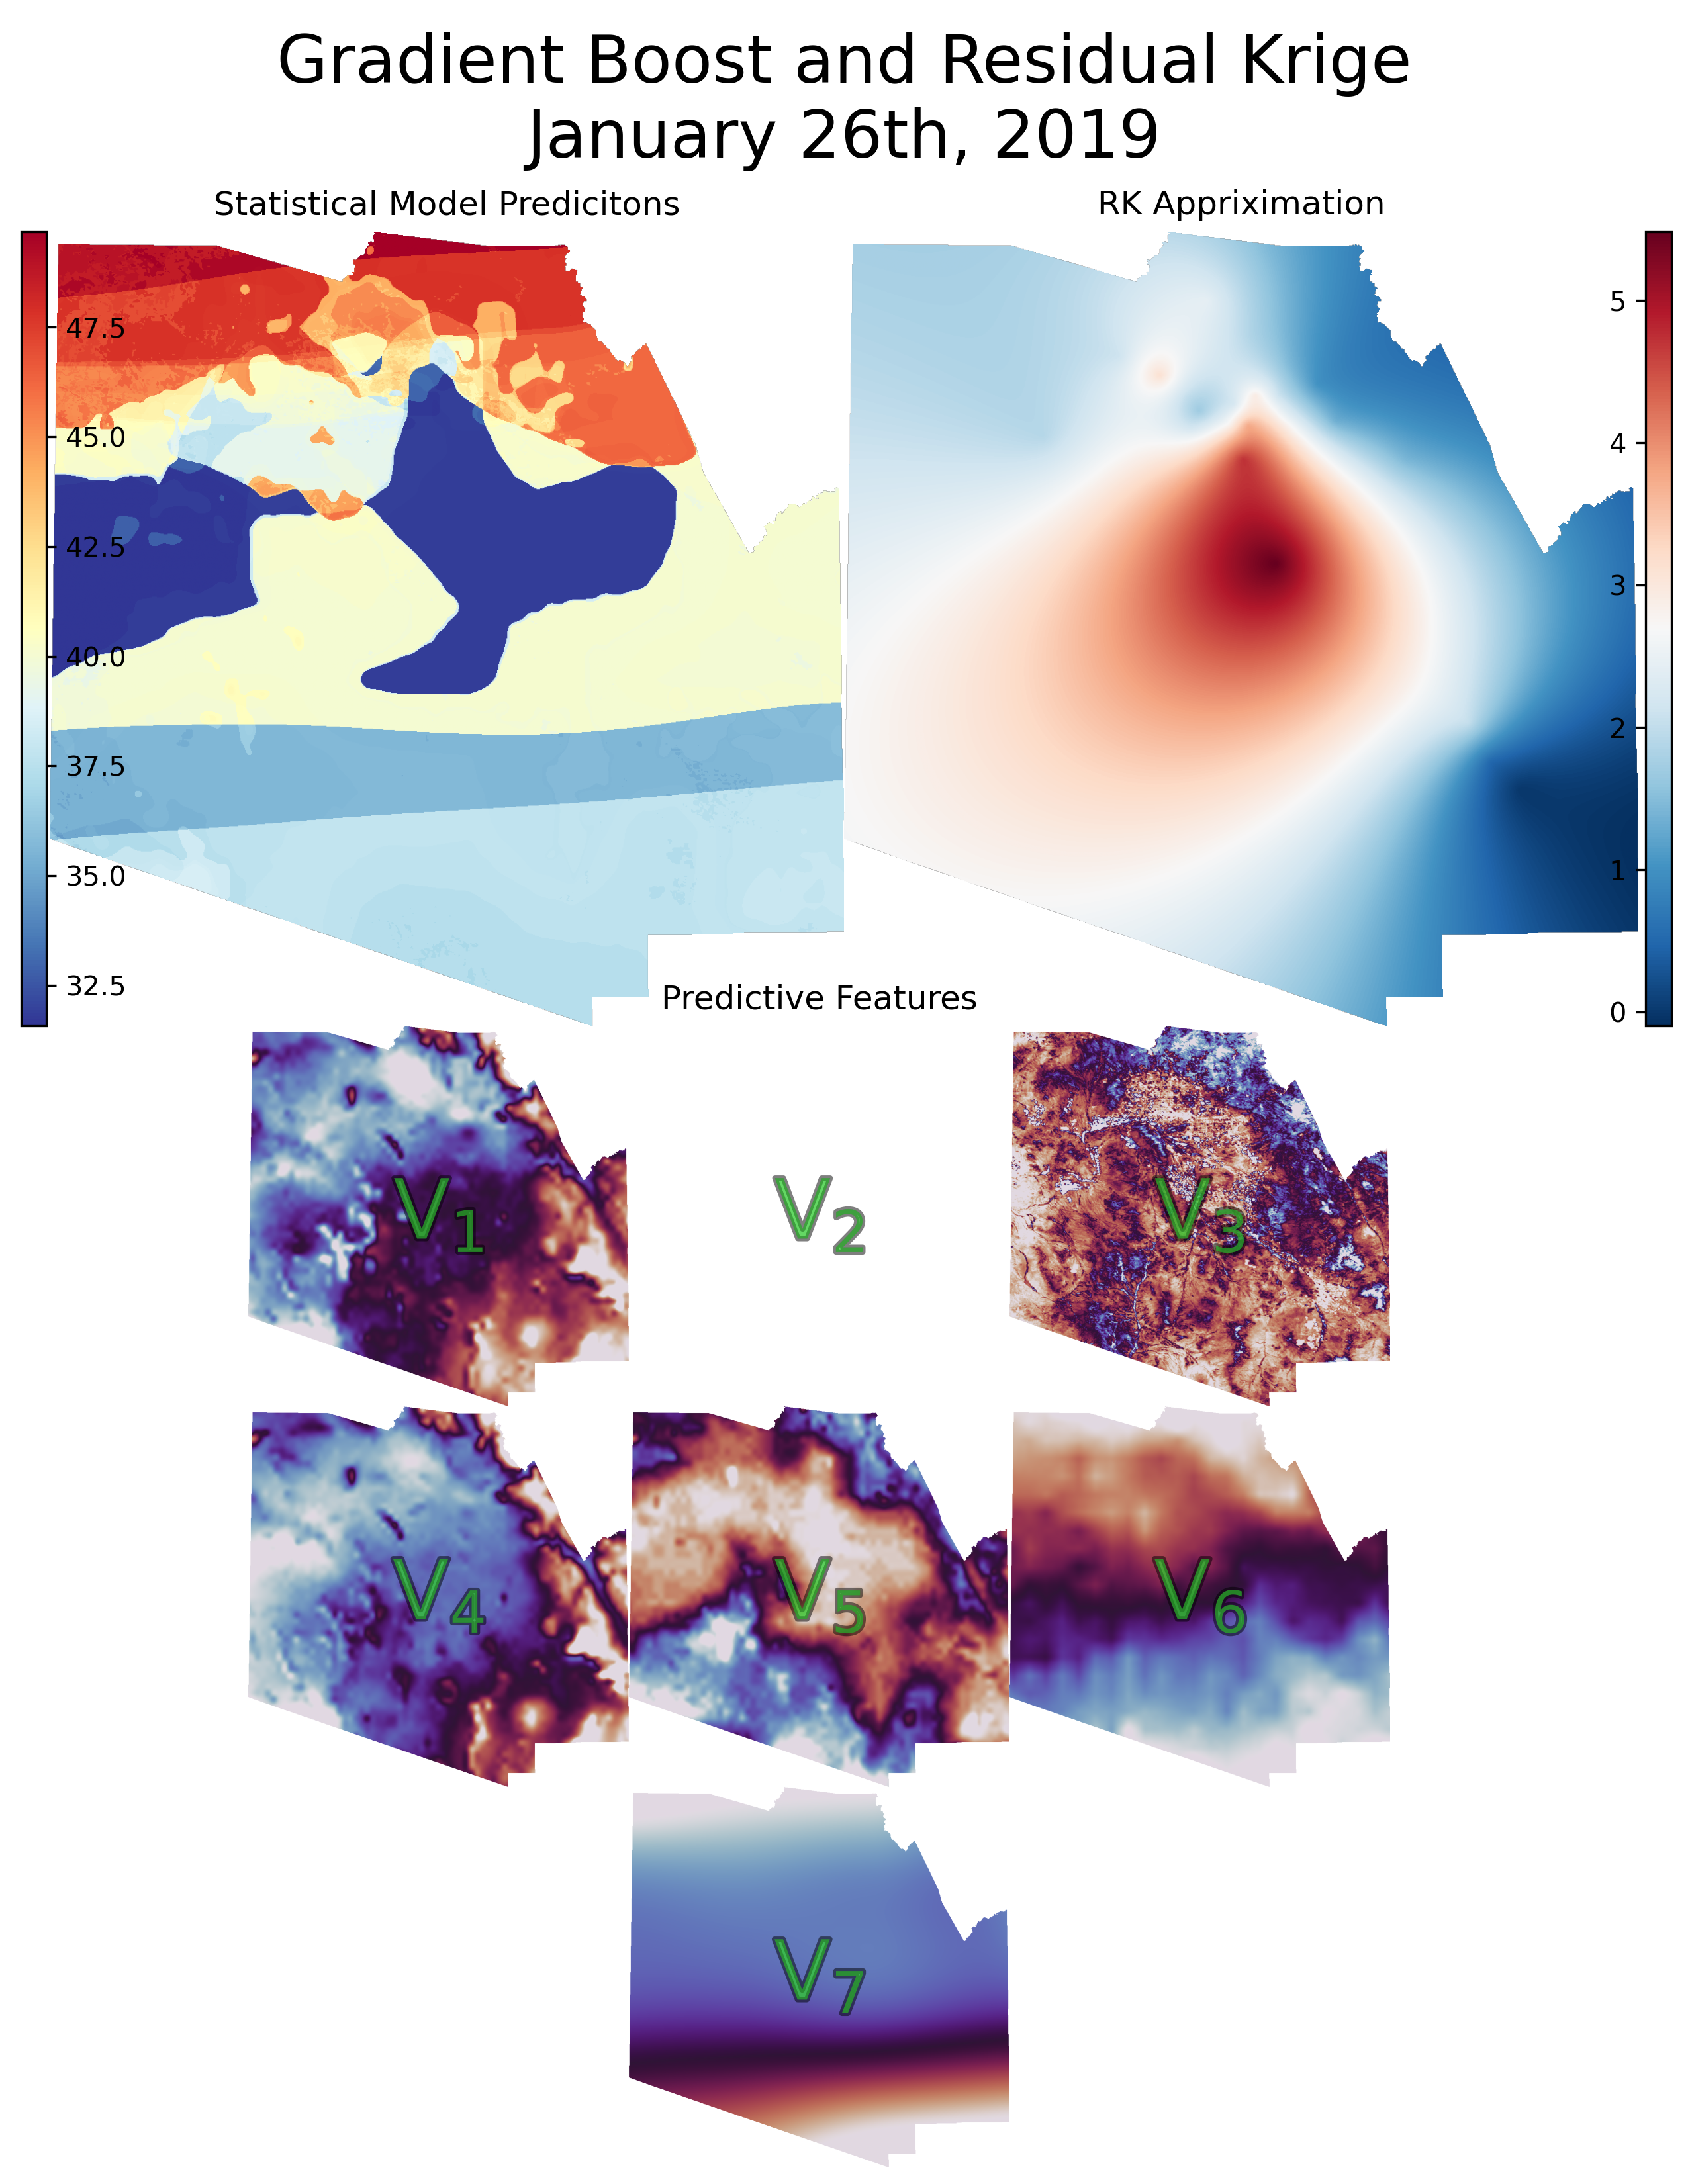 Gradient Boost and Residual Krige
January 26th, 2019
Statistical Model Predicitons
RK Appriximation
47.5
45.0
42.5
40.0
37.5
35.0
32.5
5
4
3
2
1
0
Predictive Features
V1
V2
V3
V4
V5
V6
V7